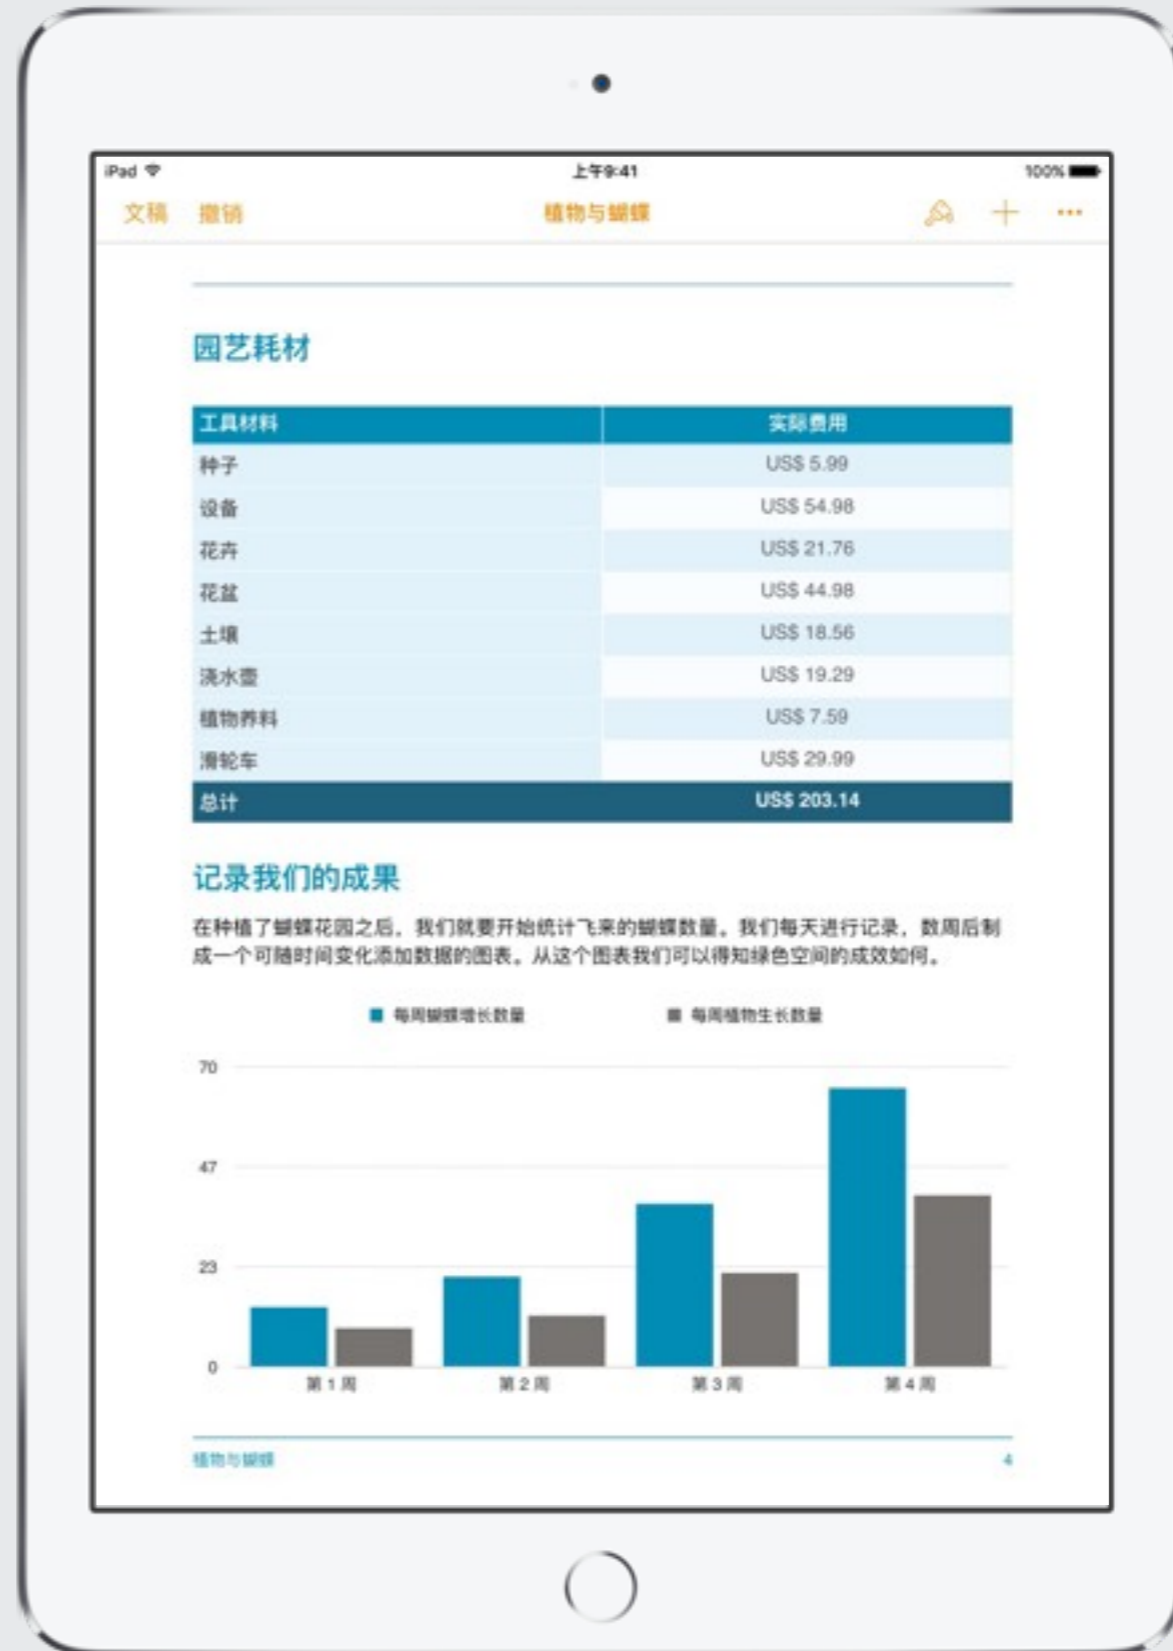 iPad 上午9:41 100%
文稿 撤销 植物与蝴蝶
园艺耗材
工具材料 实际费用
种子 US$ 5.99
设备 US$ 54.98
花卉 US$ 21.76
花盆 US$ 44.98
土壤 US$ 18.56
浇水壶 US$ 19.29
植物养料 US$ 7.59
滑轮车 US$ 29.99
总计 US$ 203.14
记录我们的成果
在种植了蝴蝶花园之后，我们就要开始统计飞来的蝴蝶数量。我们每天进行记录，数周后制
成一个可随时间变化添加数据的图表。从这个图表我们可以得知绿色空间的成效如何。
每周蝴蝶增长数量 每周植物生长数量
70
47
23
0
第 1 周 第 2 周 第 3 周 第 4 周
植物与蝴蝶 4